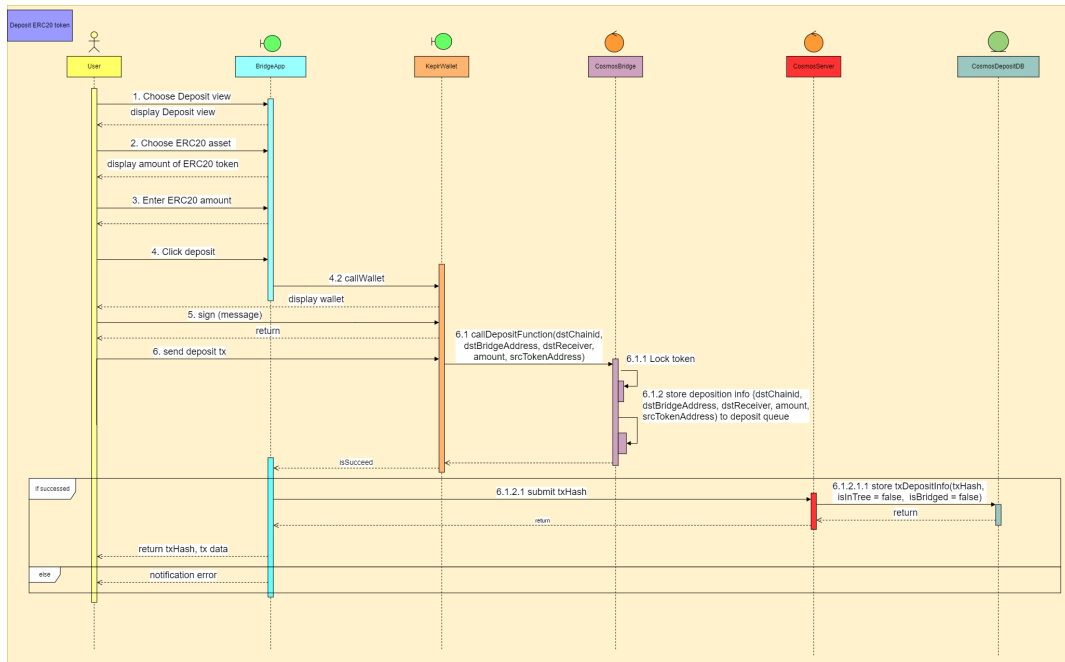 Deposit ERC20 token
User
BridgeApp
KeplrWallet
CosmosBridge
CosmosServer
CosmosDepositDB
1. Choose Deposit view
display Deposit view
2. Choose ERC20 asset
display amount of ERC20 token
3. Enter ERC20 amount
4. Click deposit
4.2 callWallet
display wallet
5. sign (message)
return
6. send deposit tx
6.1 callDepositFunction(dstChainid,
dstBridgeAddress, dstReceiver,
amount, srcTokenAddress)
6.1.1 Lock token
6.1.2 store deposition info {dstChainid,
dstBridgeAddress, dstReceiver, amount,
srcTokenAddress) to deposit queue
isSucceed
if successed
6.1.2.1 submit txHash
6.1.2.1.1 store txDepositInfo(txHash,
isInTree = false, isBridged = false)
return
return
return txHash, tx data
else
notification error